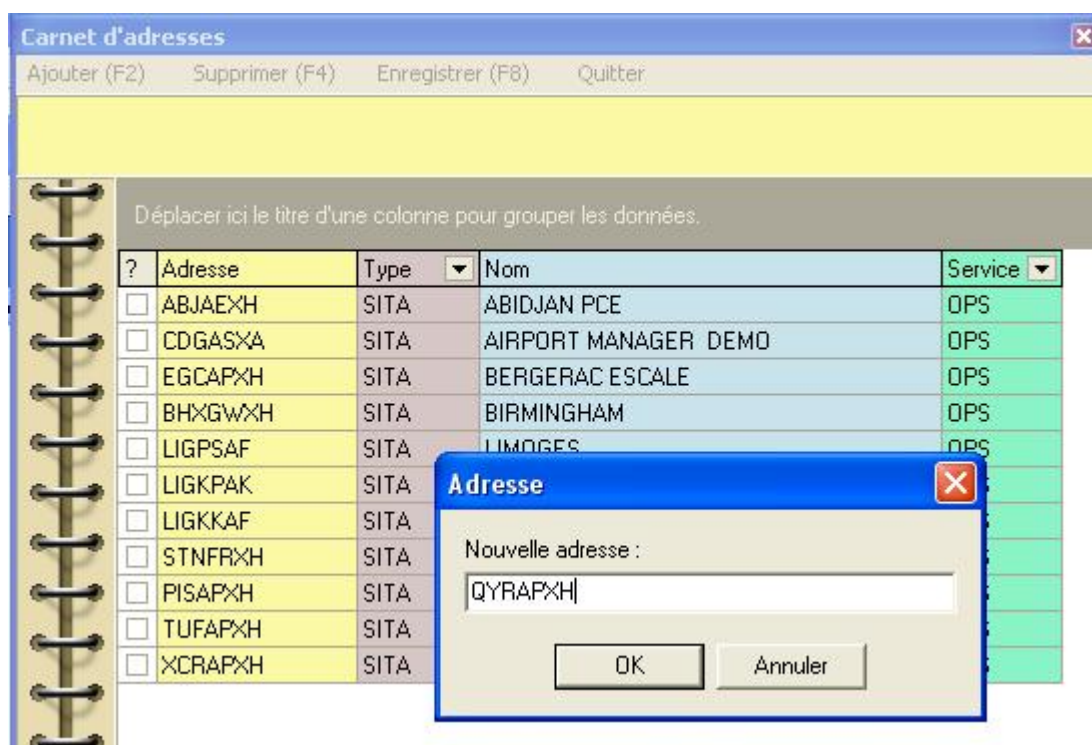 Carnet d'adresses
Ajouter (F2) Supprimer (F4) Enregistrer (F8) Quitter
Déplacer ici le titre d'une colonne pour grouper les données.
? Adresse Type Nom Service
ABJAEXH SITA ABIDJAN PCE OPS
CDGASXA SITA AIRPORT MANAGER DEMO OPS
EGCAPXH SITA BERGERAC ESCALE OPS
BHXGWXH SITA BIRMINGHAM OPS
LIGPSAF SITA LIMOGES OPS
LIGKPAK SITA
LIGKKAF SITA
STNFRXH SITA
PISAPXH SITA
TUFAPXH SITA
XCRAPXH SITA
Adresse
Nouvelle adresse :
QYRAPXH
OK Annuler